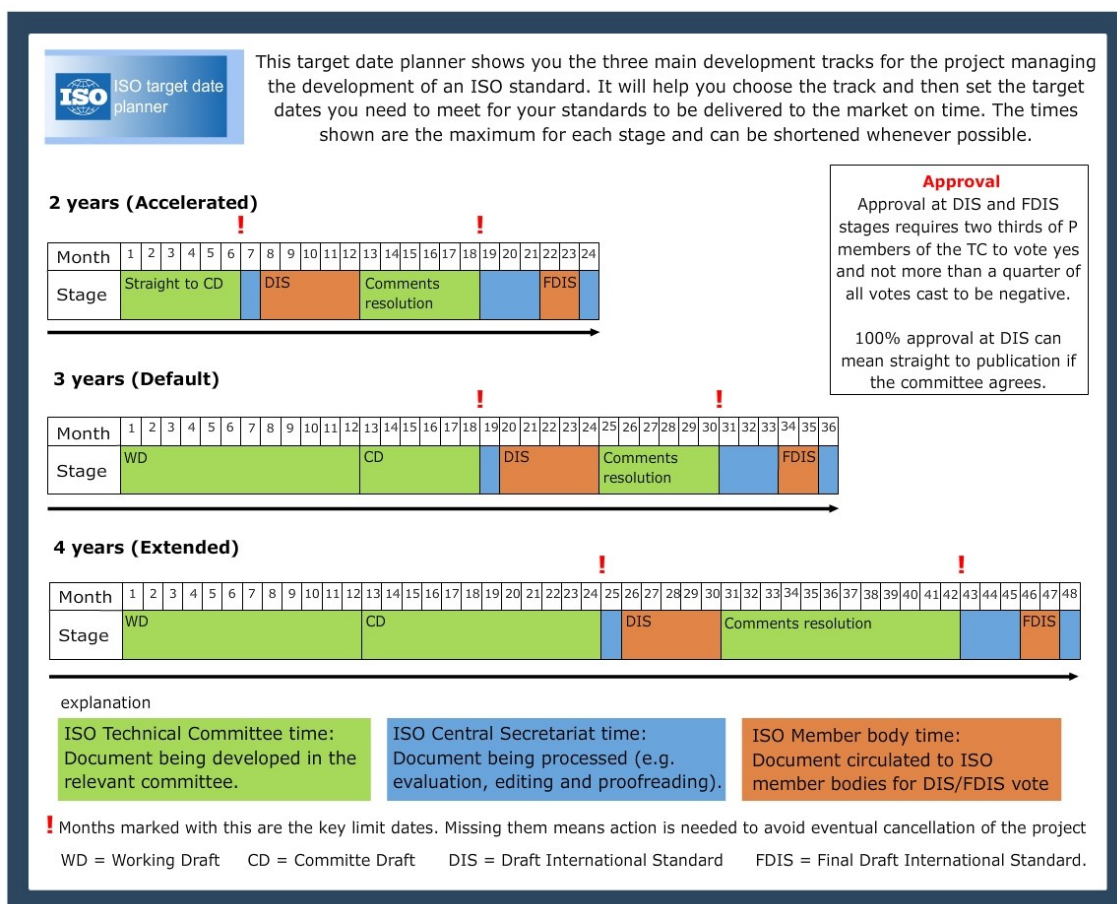 ISO
ISO target date
planner
This target date planner shows you the three main development tracks for the project managing
the development of an ISO standard. It will help you choose the track and then set the target
dates you need to meet for your standards to be delivered to the market on time. The times
shown are the maximum for each stage and can be shortened whenever possible.
Approval
Approval at DIS and FDIS
stages requires two thirds of P
members of the TC to vote yes
and not more than a quarter of
all votes cast to be negative.
100% approval at DIS can
mean straight to publication if
the committee agrees.
2 years (Accelerated)
! !
Month 1 2 3 4 5 6 7 8 9 10 11 12 13 14 15 16 17 18 19 20 21 22 23 24
Stage Straight to CD DIS Comments FDIS
resolution
3 years (Default)
! !
Month 1 2 3 4 5 6 7 8 9 10 11 12 13 14 15 16 17 18 19 20 21 22 23 24 25 26 27 28 29 30 31 32 33 34 35 36
Stage WD CD DIS Comments FDIS
resolution
4 years (Extended)
! !
Month 1 2 3 4 5 6 7 8 9 10 11 12 13 14 15 16 17 18 19 20 21 22 23 24 25 26 27 28 29 30 31 32 33 34 35 36 37 38 39 40 41 42 43 44 45 46 47 48
Stage WD CD DIS Comments resolution FDIS
explanation
ISO Technical Committee time:
Document being developed in the
relevant committee.
ISO Central Secretariat time:
Document being processed (e.g.
evaluation, editing and proofreading).
ISO Member body time:
Document circulated to ISO
member bodies for DIS/FDIS vote
! Months marked with this are the key limit dates. Missing them means action is needed to avoid eventual cancellation of the project
WD = Working Draft CD = Committe Draft DIS = Draft International Standard FDIS = Final Draft International Standard.